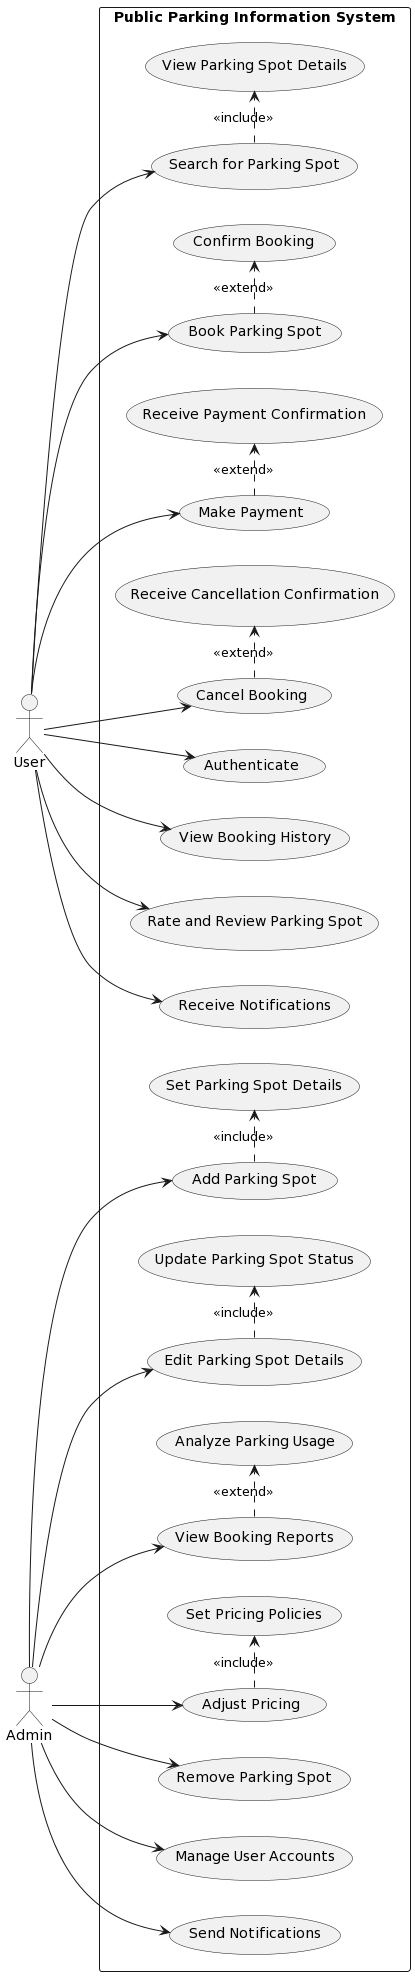 Public Parking Information System
View Parking Spot Details
«include»
Search for Parking Spot
Confirm Booking
«extend»
Book Parking Spot
Receive Payment Confirmation
«extend»
Make Payment
Receive Cancellation Confirmation
«extend»
Cancel Booking
User
Authenticate
View Booking History
Rate and Review Parking Spot
Receive Notifications
Set Parking Spot Details
«include»
Add Parking Spot
Update Parking Spot Status
«include»
Edit Parking Spot Details
Analyze Parking Usage
«extend»
View Booking Reports
Set Pricing Policies
«include»
Adjust Pricing
Admin
Remove Parking Spot
Manage User Accounts
Send Notifications